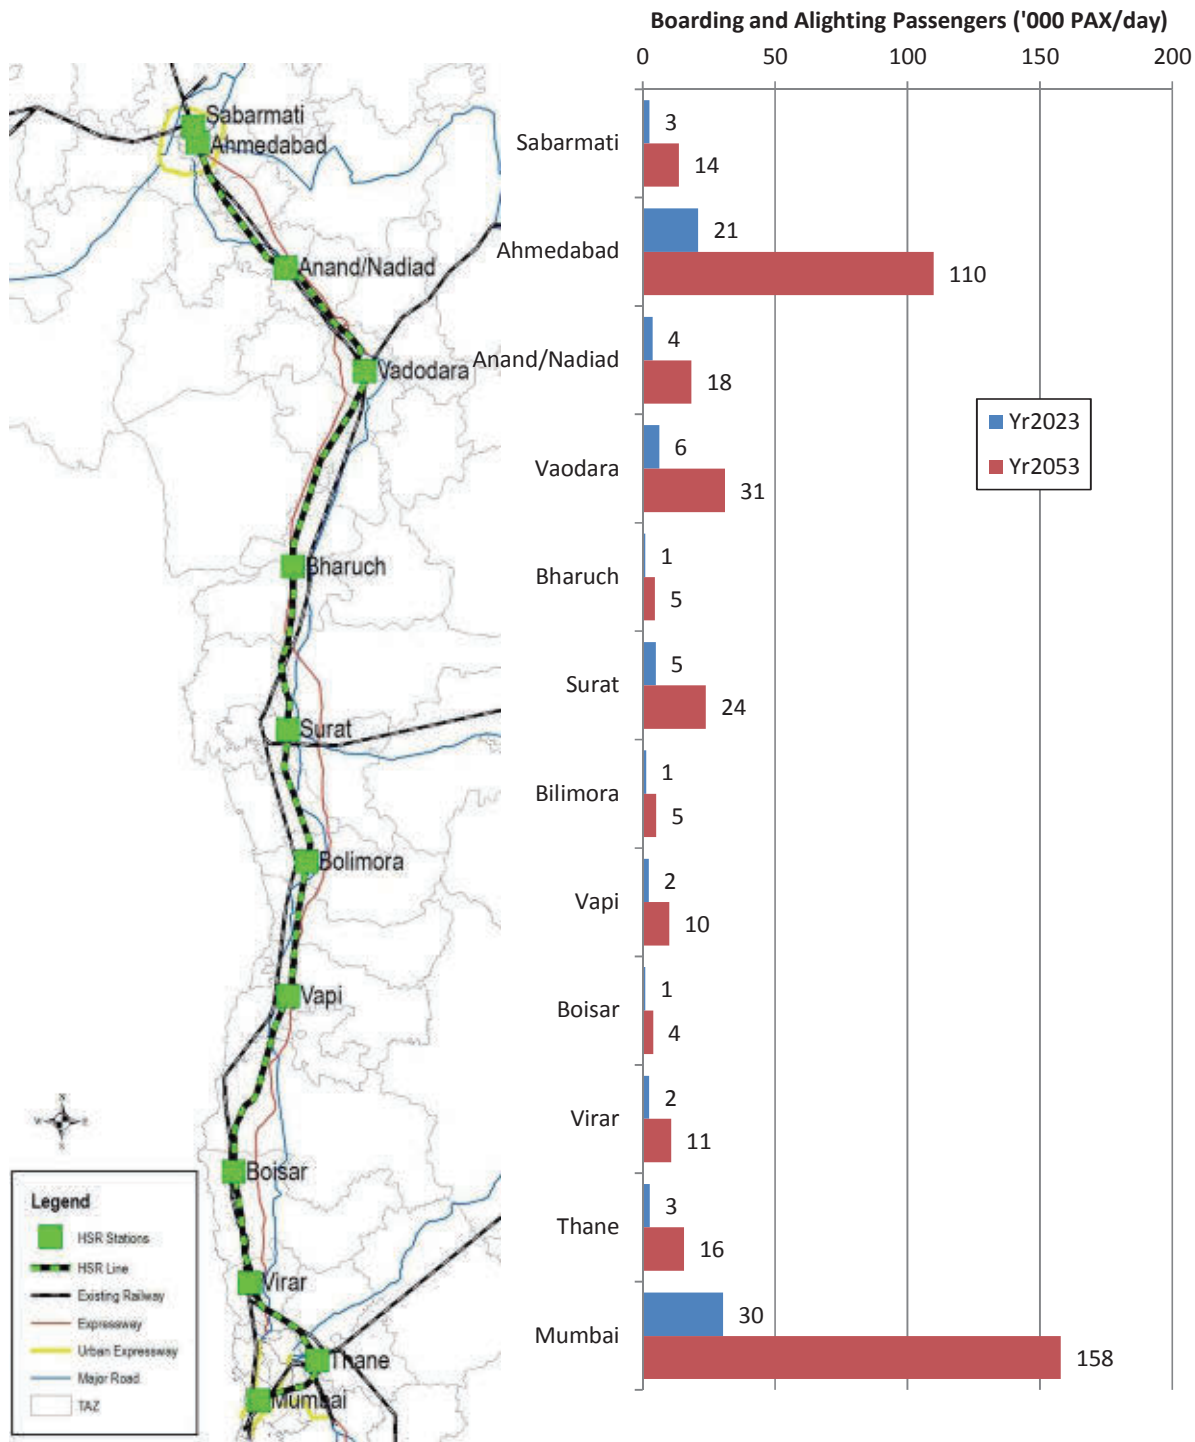 Boarding and Alighting Passengers ('000 PAX/day)
0 50 100 150 200
Sabarmati
Ahmedabad
Anand/Nadiad
Vadodara
Bharuch
Surat
Bolimora
Vapi
Boisar
Virar
Thane
Mumbai
N
W E
S
Legend
HSR Stations
HSR Line
Existing Railway
Expressway
Urban Expressway
Major Road
TAZ
Sabarmati
3
14
Ahmedabad
21
110
Anand/Nadiad
4
18
Vaodara
6
31
Bharuch
1
5
Surat
5
24
Bilimora
1
5
Vapi
2
10
Boisar
1
4
Virar
2
11
Thane
3
16
Mumbai
30
158
Yr2023
Yr2053